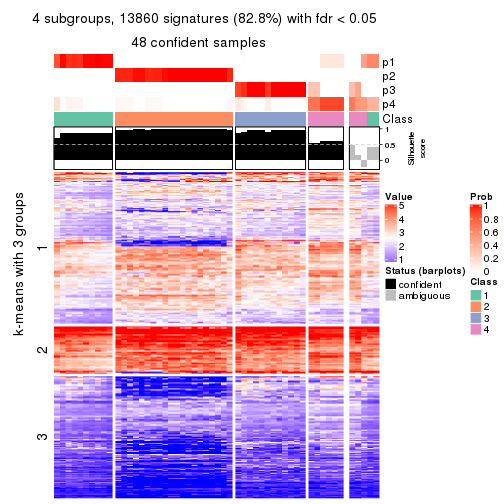 4 subgroups, 13860 signatures (82.8%) with fdr < 0.05
48 confident samples
p1
p2
p3
p4
Class
1
0.5
0
Silhouette
score
k-means with 3 groups
1
2
3
Value
5
4
3
2
1
Status (barplots)
confident
ambiguous
Prob
1
0.8
0.6
0.4
0.2
0
Class
1
2
3
4